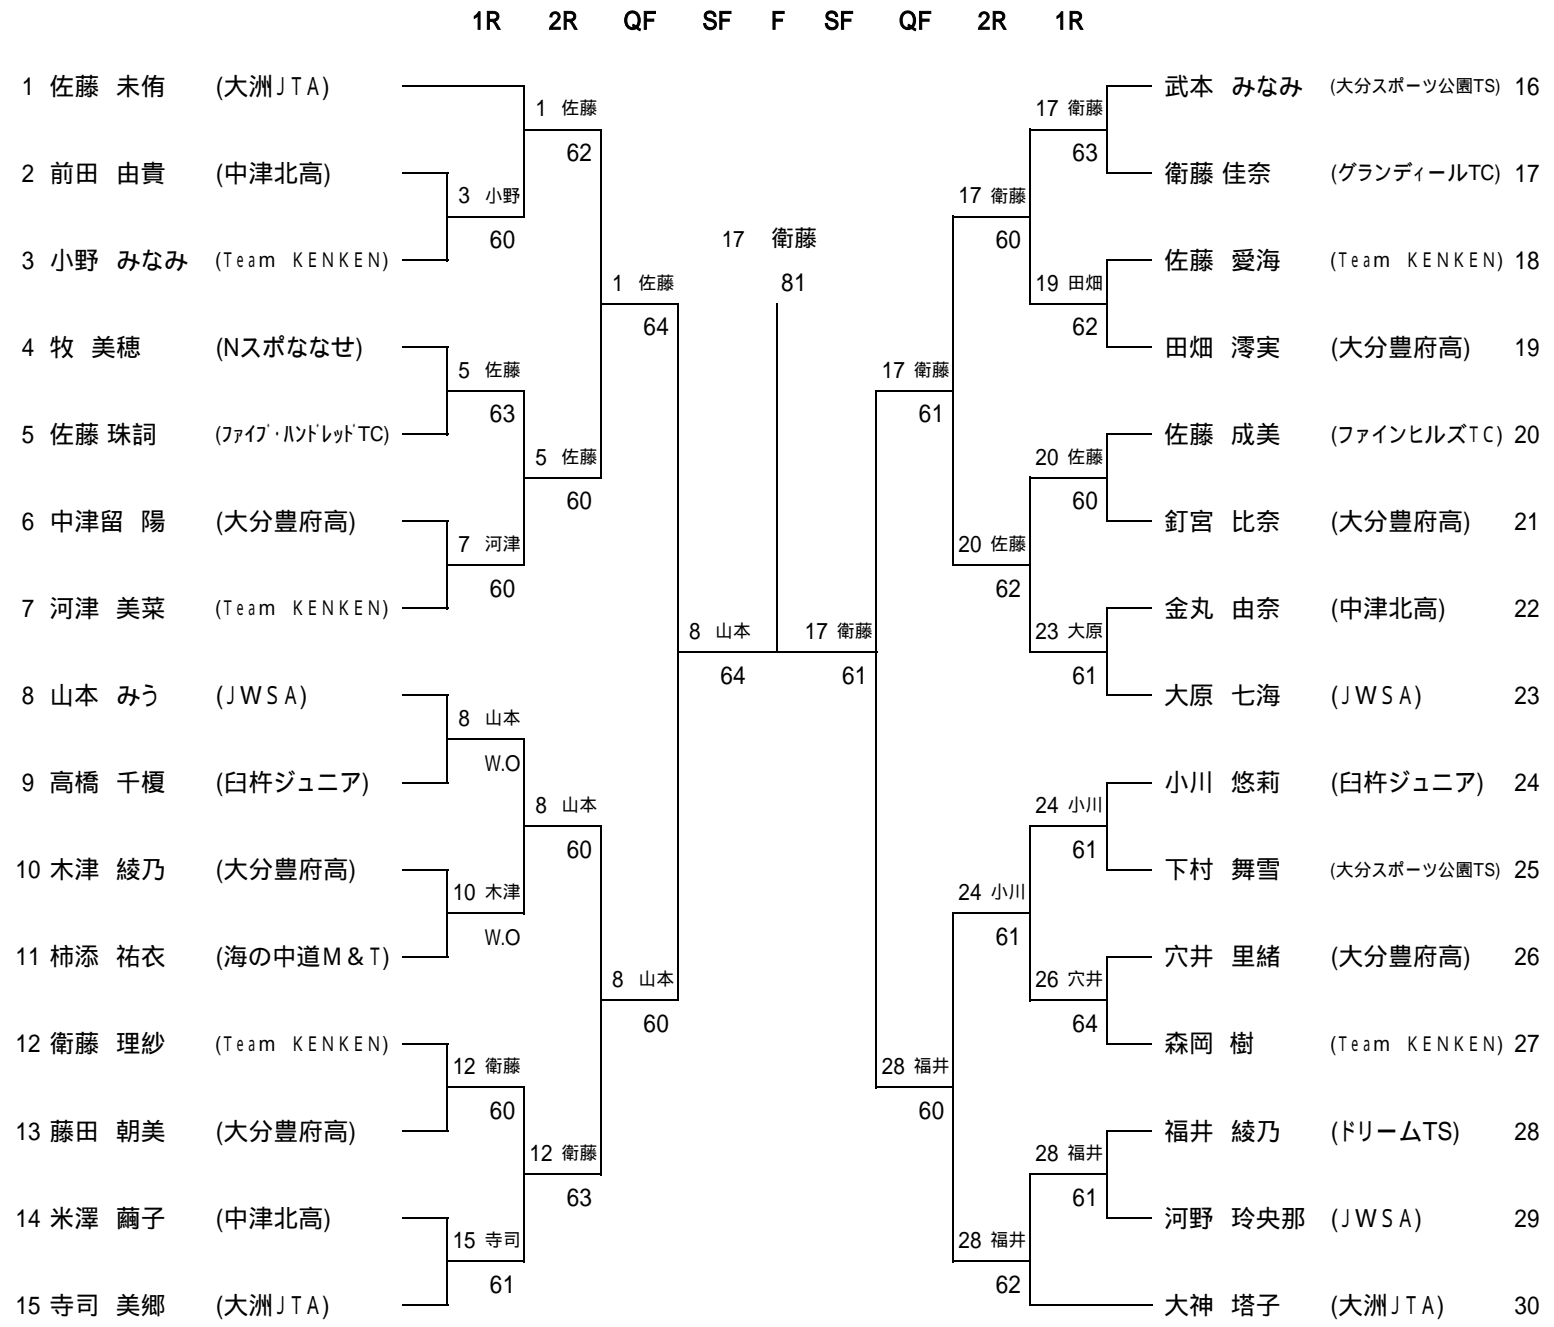 1R 2R QF SF F SF QF 2R 1R
1 佐藤 未侑 (大洲JTA) 武本 みなみ (大分スポーツ公園TS) 16
1 佐藤 17 衛藤
62 63
2 前田 由貴 (中津北高) 衛藤 佳奈 (グランディールTC) 17
3 小野 17 衛藤
60 17 衛藤 60
3 小野 みなみ (Team KENKEN) 佐藤 愛海 (Team KENKEN) 18
1 佐藤 81 19 田畑
64 62
4 牧 美穂 (Nスポななせ) 田畑 澪実 (大分豊府高) 19
5 佐藤 17 衛藤
63 61
5 佐藤 珠詞 (ファイブ・ハンドレッドTC) 佐藤 成美 (ファインヒルズTC) 20
5 佐藤 20 佐藤
60 60
6 中津留 陽 (大分豊府高) 釘宮 比奈 (大分豊府高) 21
7 河津 20 佐藤
60 62
7 河津 美菜 (Team KENKEN) 金丸 由奈 (中津北高) 22
8 山本 17 衛藤 23 大原
64 61 61
8 山本 みう (JWSA) 大原 七海 (JWSA) 23
8 山本
W.O
9 高橋 千榎 (臼杵ジュニア) 小川 悠莉 (臼杵ジュニア) 24
8 山本 24 小川
60 61
10 木津 綾乃 (大分豊府高) 下村 舞雪 (大分スポーツ公園TS) 25
10 木津 24 小川
W.O 61
11 柿添 祐衣 (海の中道M&T) 穴井 里緒 (大分豊府高) 26
8 山本 26 穴井
60 64
12 衛藤 理紗 (Team KENKEN) 森岡 樹 (Team KENKEN) 27
12 衛藤 28 福井
60 60
13 藤田 朝美 (大分豊府高) 福井 綾乃 (ドリームTS) 28
12 衛藤 28 福井
63 61
14 米澤 繭子 (中津北高) 河野 玲央那 (JWSA) 29
15 寺司 28 福井
61 62
15 寺司 美郷 (大洲JTA) 大神 塔子 (大洲JTA) 30